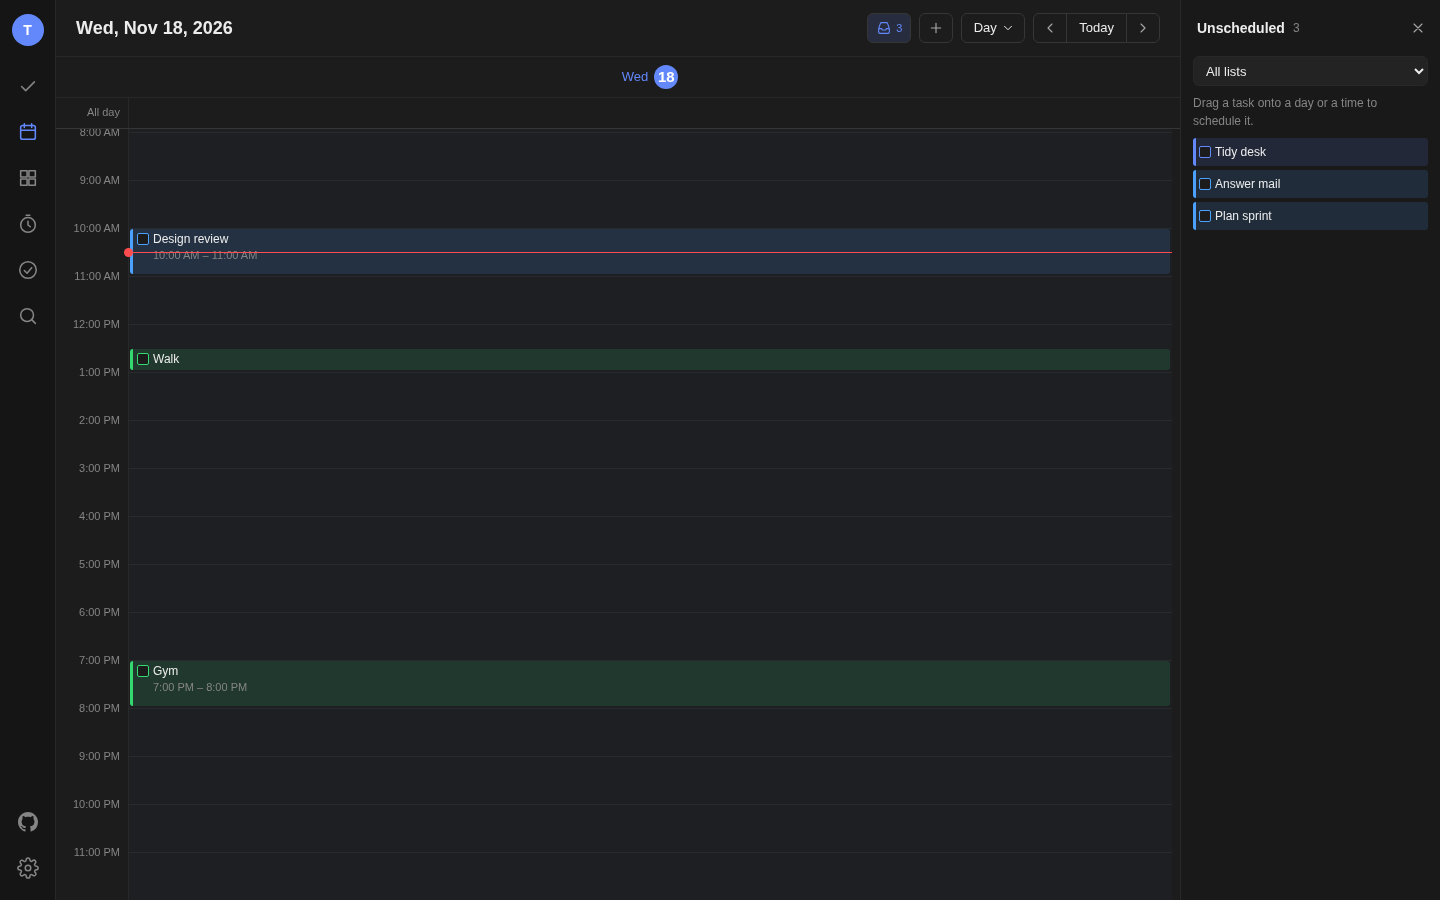 T
Wed, Nov 18, 2026
3
Day
Today
Unscheduled 3
Wed 18
All lists
All day
Drag a task onto a day or a time to
schedule it.
8:00 AM
Tidy desk
9:00 AM
Answer mail
Plan sprint
10:00 AM
Design review
10:00 AM – 11:00 AM
11:00 AM
12:00 PM
Walk
1:00 PM
2:00 PM
3:00 PM
4:00 PM
5:00 PM
6:00 PM
7:00 PM
Gym
7:00 PM – 8:00 PM
8:00 PM
9:00 PM
10:00 PM
11:00 PM